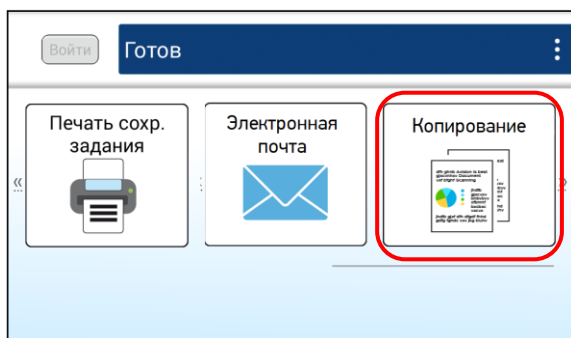 Войти
Готов
Печать сохр.
задания
Электронная
почта
Копирование